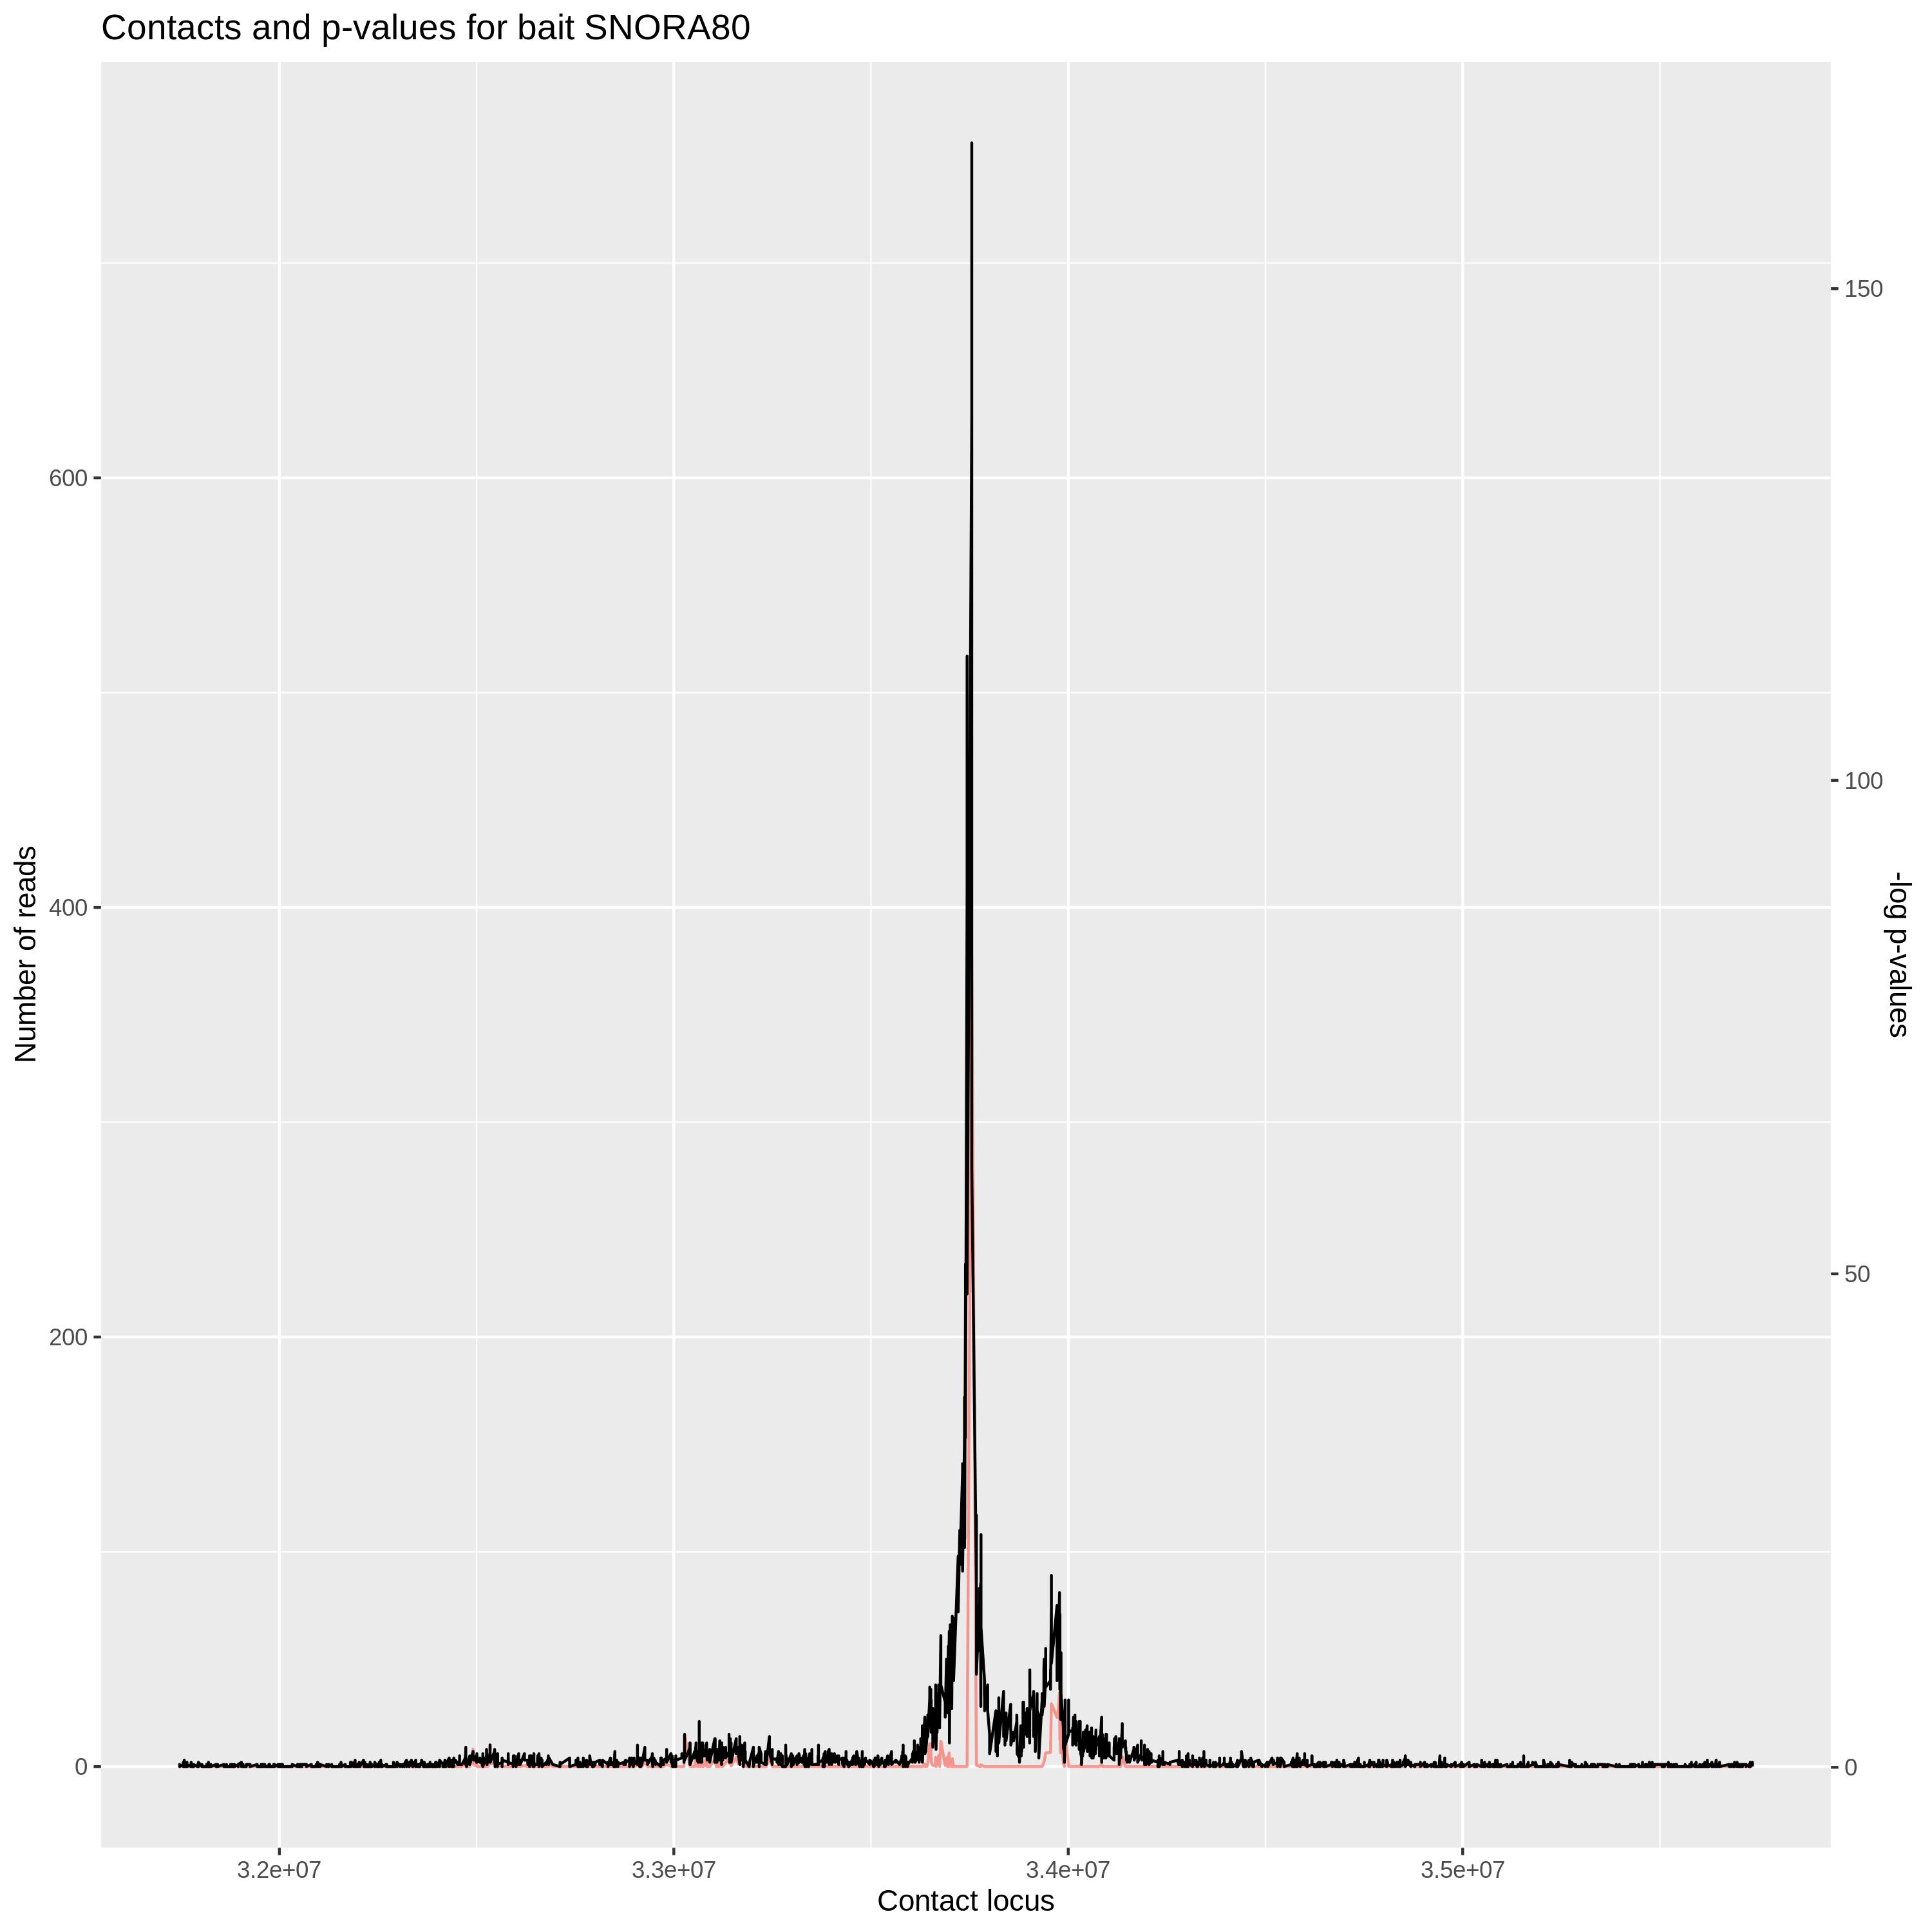 Contacts and p-values for bait SNORA80
Number of reads
600
400
200
0
150
100
50
0
-log p-values
3.2e+07 3.3e+07 3.4e+07 3.5e+07
Contact locus